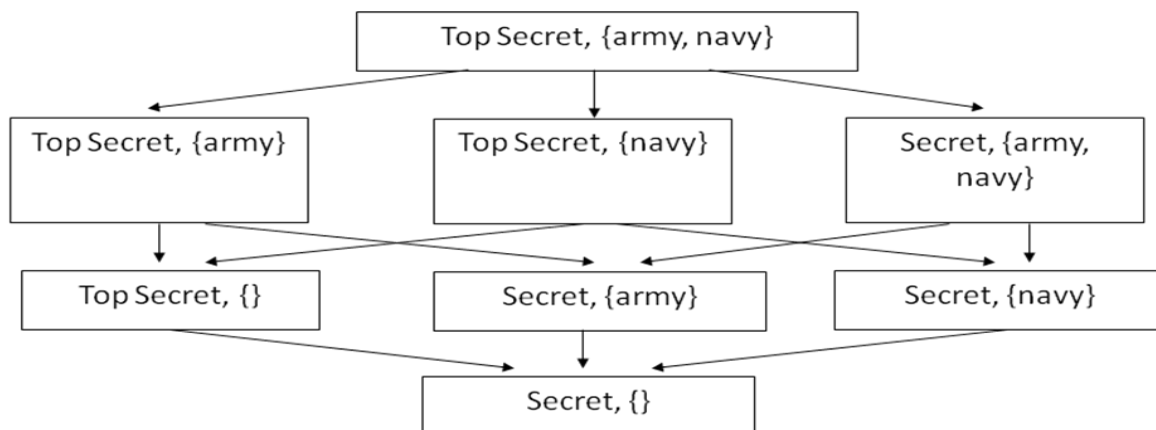 Top Secret, {army, navy}
Top Secret, {army}
Top Secret, {navy}
Secret, {army,
navy}
Top Secret, {}
Secret, {army}
Secret, {navy}
Secret, {}